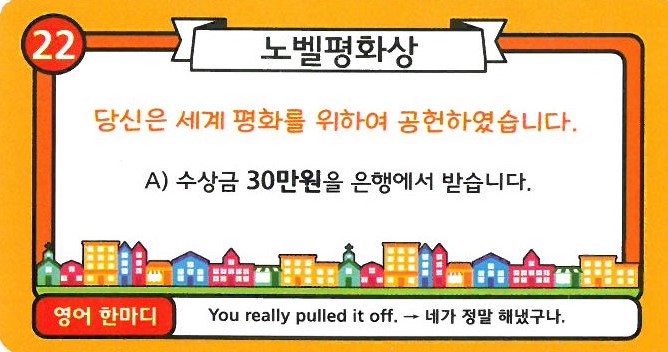 22
노벨평화상
당신은 세계 평화를 위하여 공헌하였습니다.
A) 수상금 30만원을 은행에서 받습니다.
영어 한마디
You really pulled it off. → 네가 정말 해냈구나.